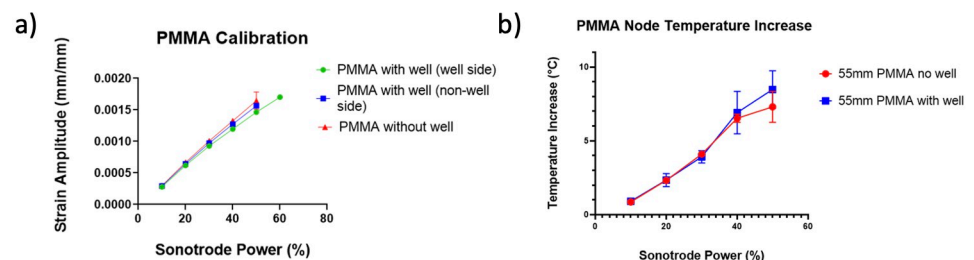 a)
PMMA Calibration
Strain Amplitude (mm/mm)
0.0020
0.0015
0.0010
0.0005
0.0000
0 20 40 60 80 100
Sonotrode Power (%)
PMMA with well (well side)
PMMA with well (non-well
side)
PMMA without well
b)
PMMA Node Temperature Increase
Temperature Increase (°C)
10
5
0
0 20 40 60
Sonotrode Power (%)
55mm PMMA no well
55mm PMMA with well